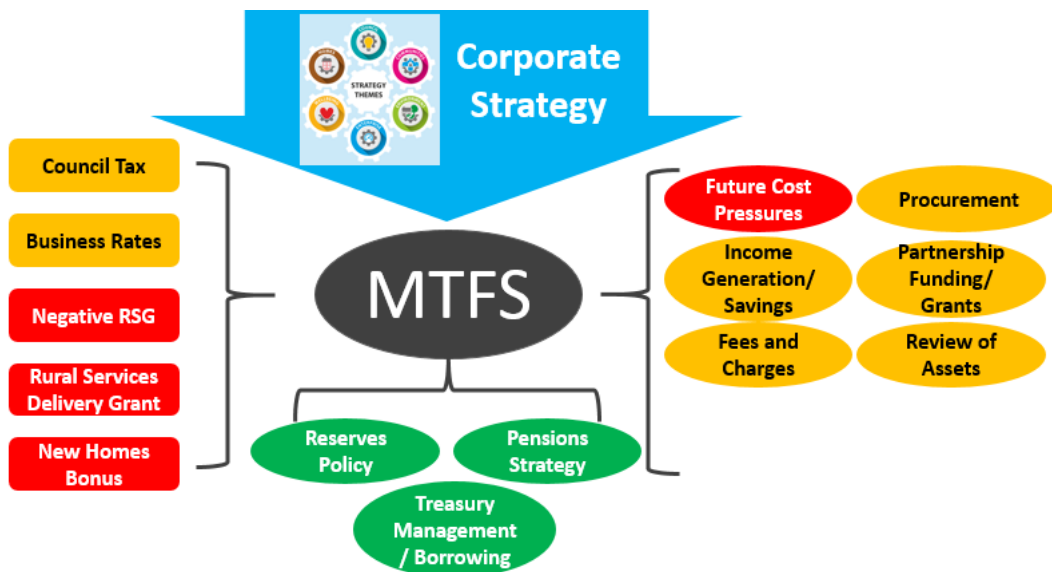 Corporate
Strategy
STRATEGY
THEMES
Council Tax
Business Rates
Negative RSG
Rural Services
Delivery Grant
New Homes
Bonus
MTFS
Reserves
Policy
Pensions
Strategy
Treasury
Management
/ Borrowing
Future Cost
Pressures
Procurement
Income
Generation/
Savings
Partnership
Funding/
Grants
Fees and
Charges
Review of
Assets